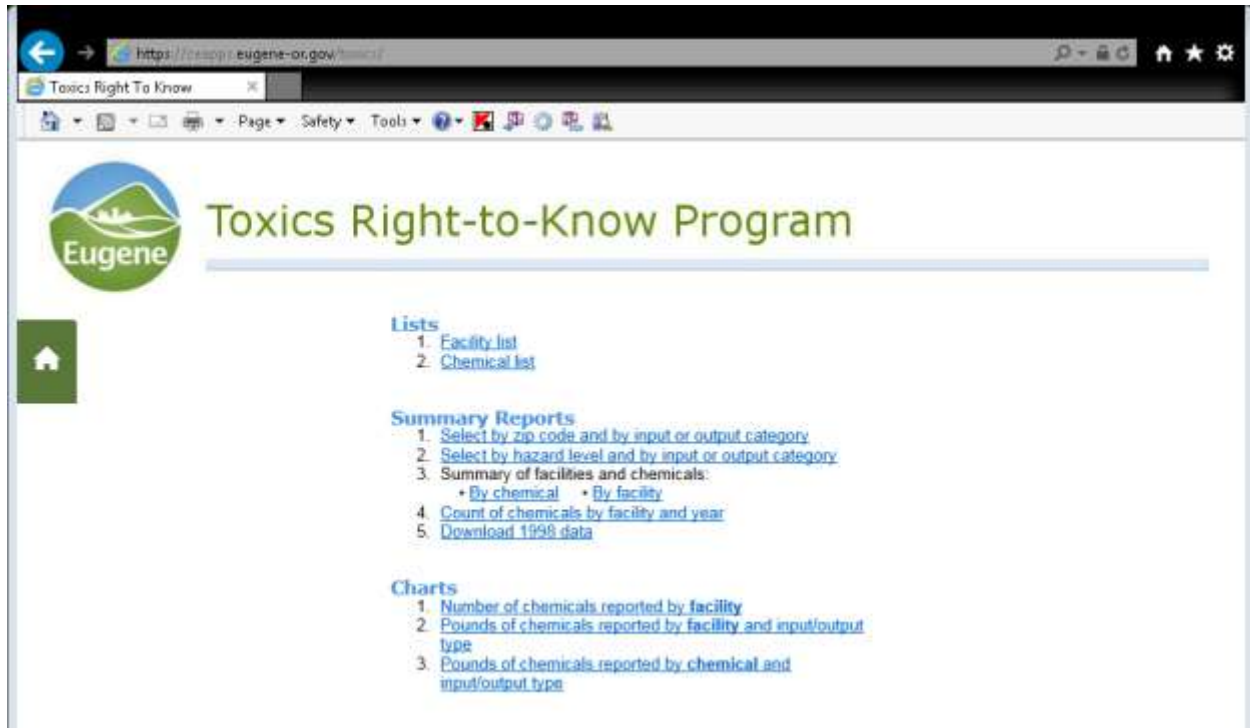 https://ceapps.eugene-or.gov/toxics/
Toxics Right To Know
Page Safety Tools
Eugene
Toxics Right-to-Know Program
Lists
1. Facility list
2. Chemical list
Summary Reports
1. Select by zip code and by input or output category
2. Select by hazard level and by input or output category
3. Summary of facilities and chemicals:
• By chemical • By facility
4. Count of chemicals by facility and year
5. Download 1998 data
Charts
1. Number of chemicals reported by facility
2. Pounds of chemicals reported by facility and input/output
type
3. Pounds of chemicals reported by chemical and
input/output type